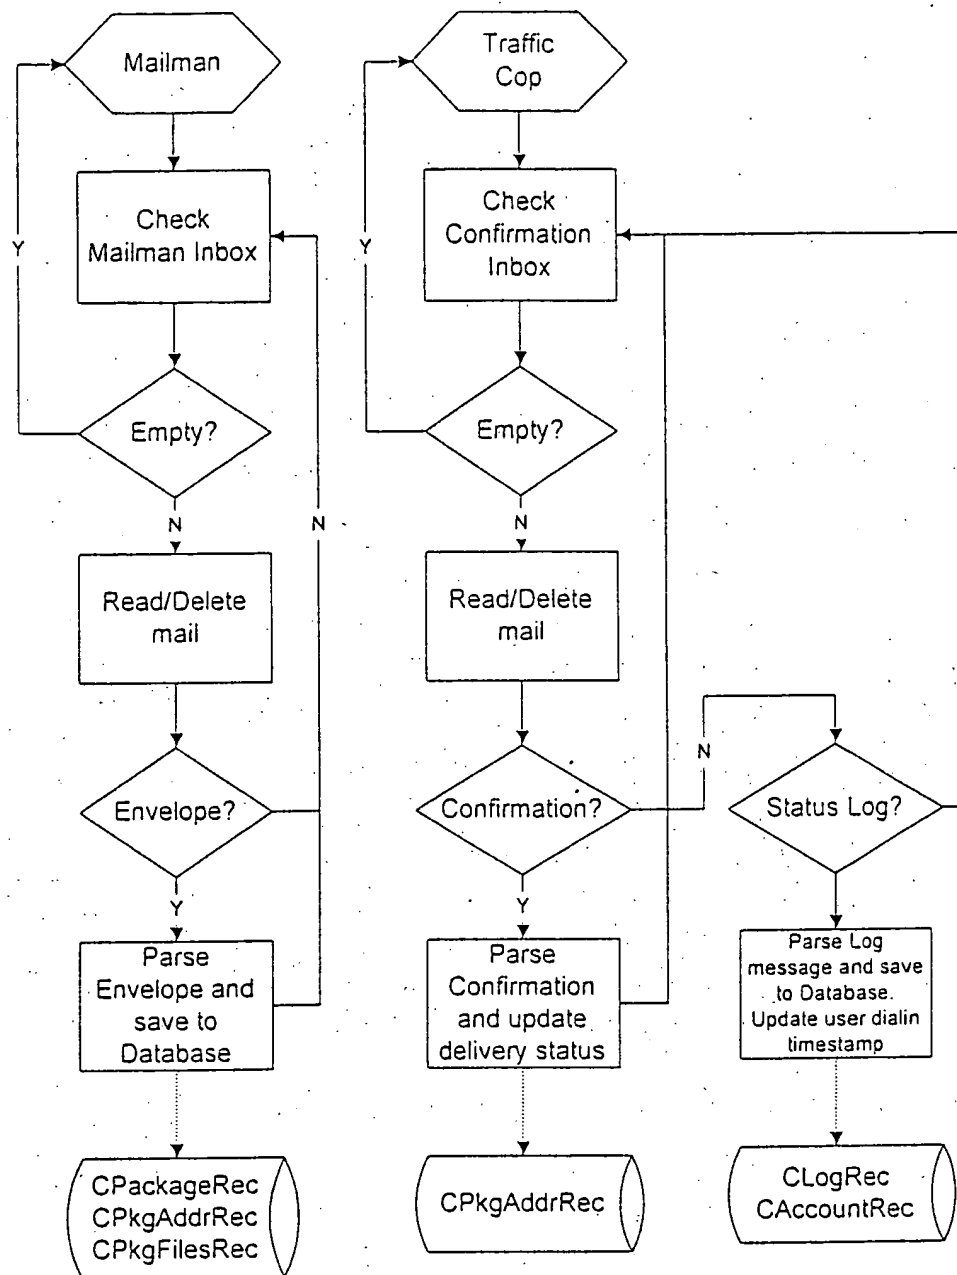 Mailman
Check
Mailman Inbox
Y
Empty?
N
N
Read/Delete
mail
Envelope?
Y
Parse
Envelope and
save to
Database
CPackageRec
CPkgAddrRec
CPkgFilesRec
Traffic
Cop
Check
Confirmation
Inbox
Y
Empty?
N
Read/Delete
mail
Confirmation?
N
Y
Parse
Confirmation
and update
delivery status
CPkgAddrRec
Status Log?
Parse Log
message and save
to Database.
Update user dialin
timestamp
CLogRec
CAccountRec